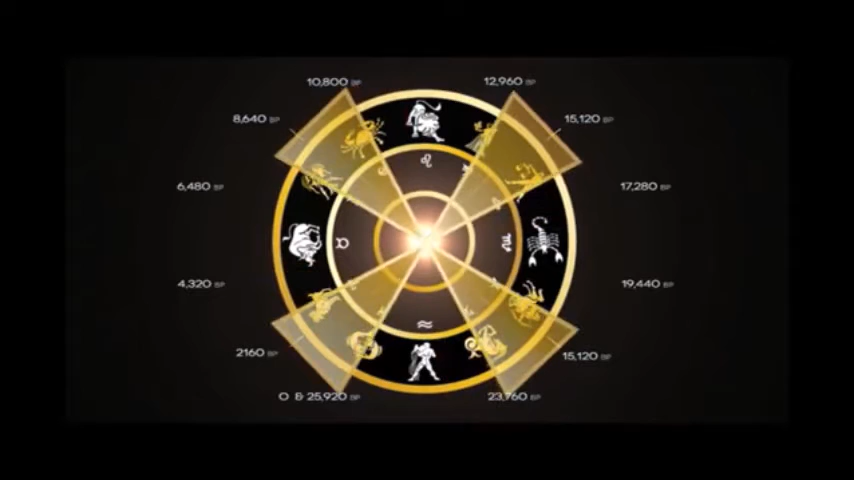 10,800 BP
12,960 BP
8,640 BP
15,120 BP
6,480 BP
17,280 BP
4,320 BP
19,440 BP
2160 BP
15,120 BP
O & 25,920 BP
23,760 BP